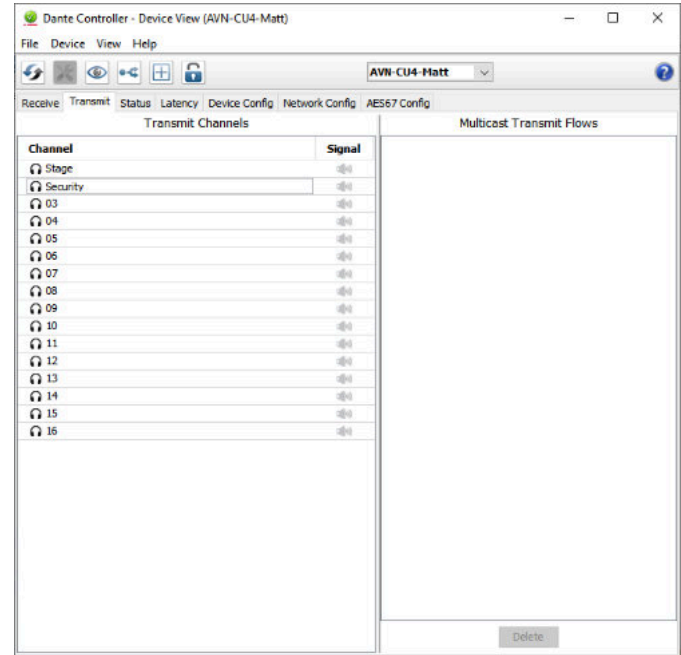 Dante Controller - Device View (AVN-CU4-Matt)
File Device View Help
AVN-CU4-Matt
Receive Transmit Status Latency Device Config Network Config AES67 Config
Transmit Channels
Multicast Transmit Flows
Channel Signal
Stage
Security
03
04
05
06
07
08
09
10
11
12
13
14
15
16
Delete